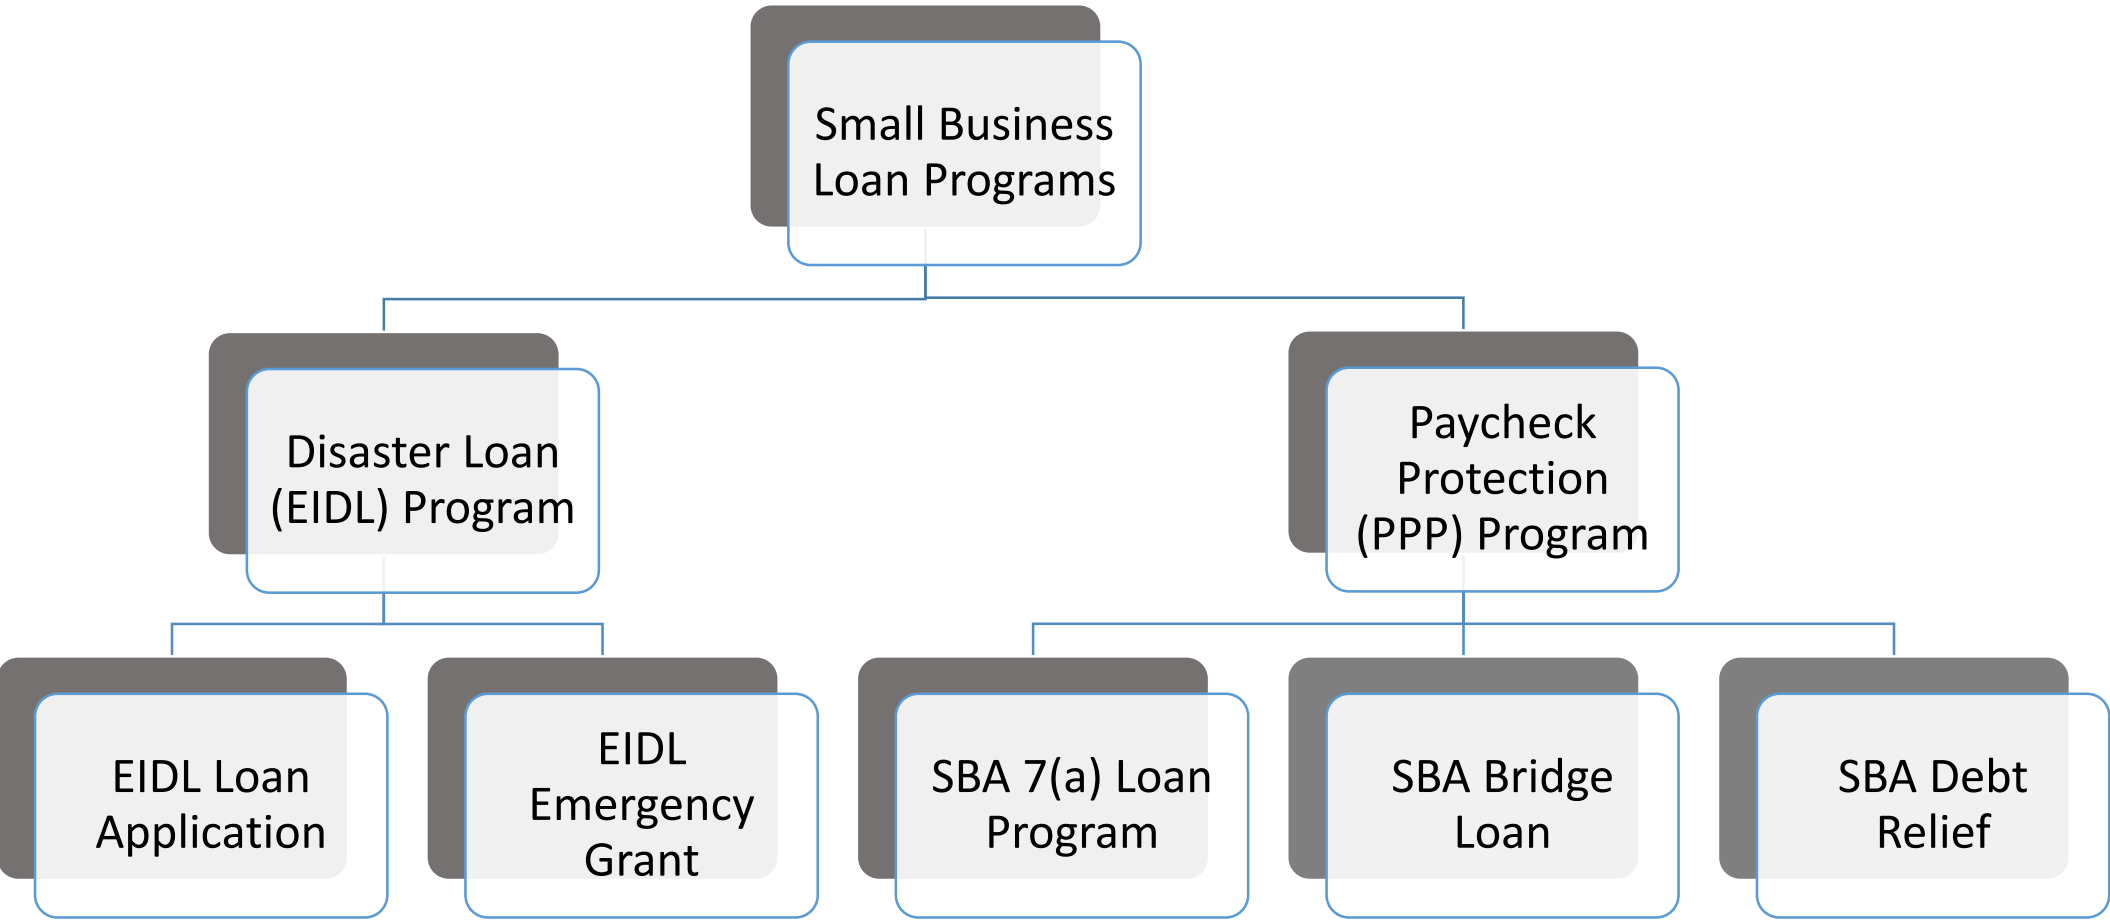 Small Business
Loan Programs
Disaster Loan
(EIDL) Program
Paycheck
Protection
(PPP) Program
EIDL Loan
Application
EIDL
Emergency
Grant
SBA 7(a) Loan
Program
SBA Bridge
Loan
SBA Debt
Relief